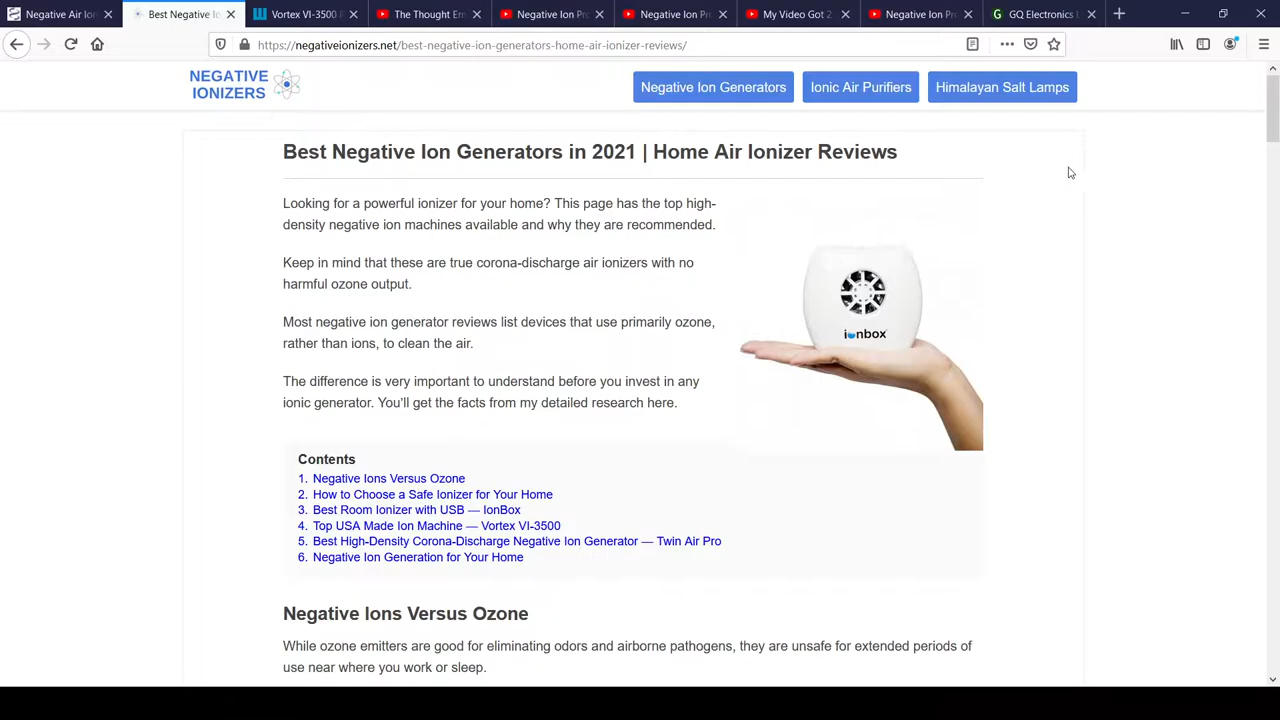 Negative Air Ion
Best Negative Io
Vortex VI-3500 F
The Thought Em
Negative Ion Pro
Negative Ion Pro
My Video Got 2
Negative Ion Pro
GQ Electronics L
https://negativeionizers.net/best-negative-ion-generators-home-air-ionizer-reviews/
NEGATIVE
IONIZERS
Negative Ion Generators
Ionic Air Purifiers
Himalayan Salt Lamps
Best Negative Ion Generators in 2021 | Home Air Ionizer Reviews
Looking for a powerful ionizer for your home? This page has the top high-
density negative ion machines available and why they are recommended.
Keep in mind that these are true corona-discharge air ionizers with no
harmful ozone output.
Most negative ion generator reviews list devices that use primarily ozone,
rather than ions, to clean the air.
The difference is very important to understand before you invest in any
ionic generator. You'll get the facts from my detailed research here.
ionbox
Contents
1. Negative Ions Versus Ozone
2. How to Choose a Safe Ionizer for Your Home
3. Best Room Ionizer with USB — IonBox
4. Top USA Made Ion Machine — Vortex VI-3500
5. Best High-Density Corona-Discharge Negative Ion Generator — Twin Air Pro
6. Negative Ion Generation for Your Home
Negative Ions Versus Ozone
While ozone emitters are good for eliminating odors and airborne pathogens, they are unsafe for extended periods of
use near where you work or sleep.